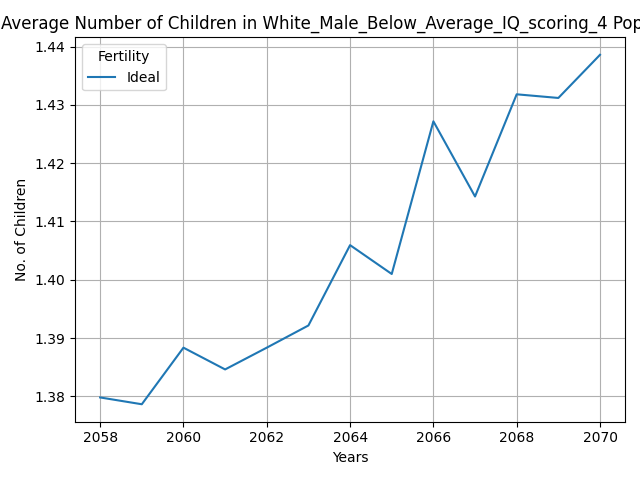 Average Number of Children in White_Male_Below_Average_IQ_scoring_4 Pop
1.44
Fertility
Ideal
1.43
1.42
1.41
1.40
1.39
1.38
No. of Children
2058 2060 2062 2064 2066 2068 2070
Years